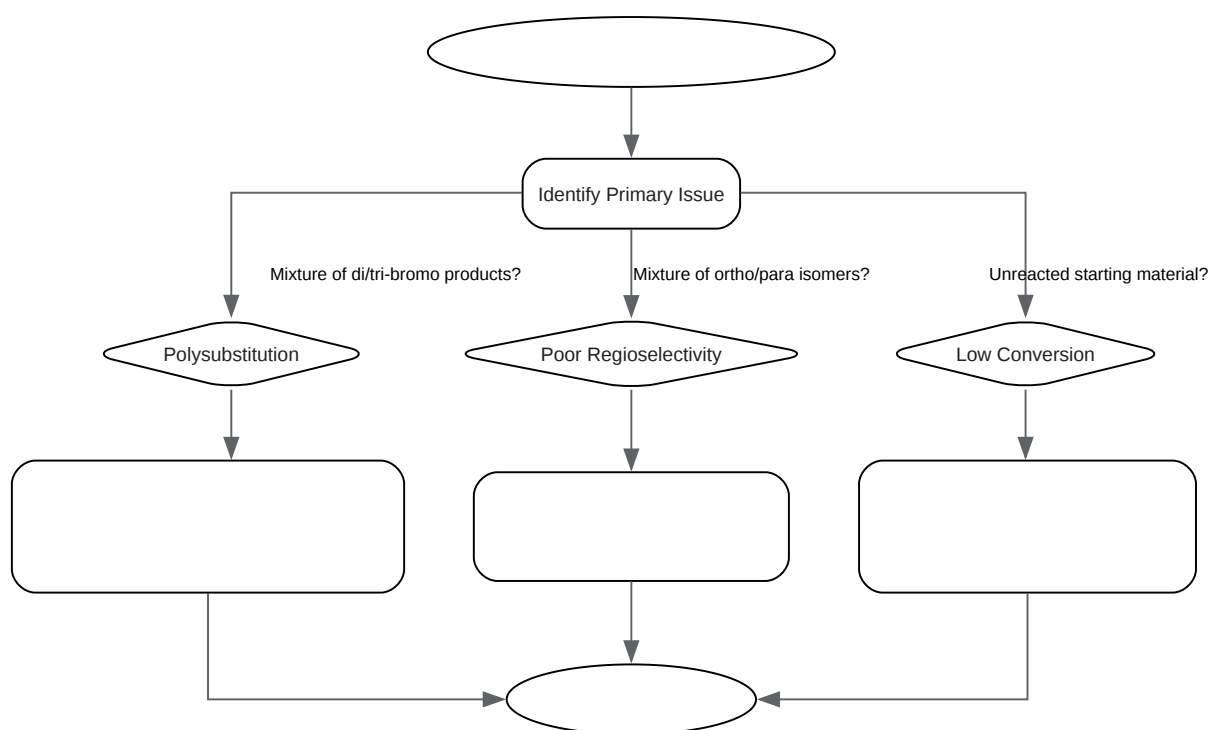 Identify Primary Issue
Mixture of di/tri-bromo products?
Mixture of ortho/para isomers?
Unreacted starting material?
Polysubstitution
Poor Regioselectivity
Low Conversion